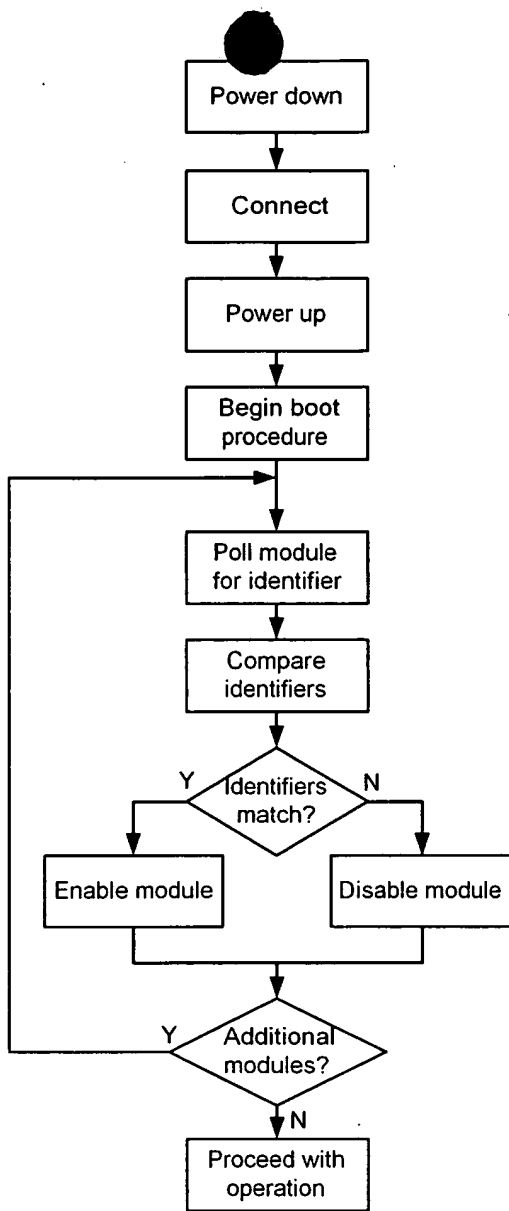 Power down
Connect
Power up
Begin boot
procedure
Poll module
for identifier
Compare
identifiers
Y
Identifiers
match?
N
Enable module
Disable module
Y
Additional
modules?
N
Proceed with
operation